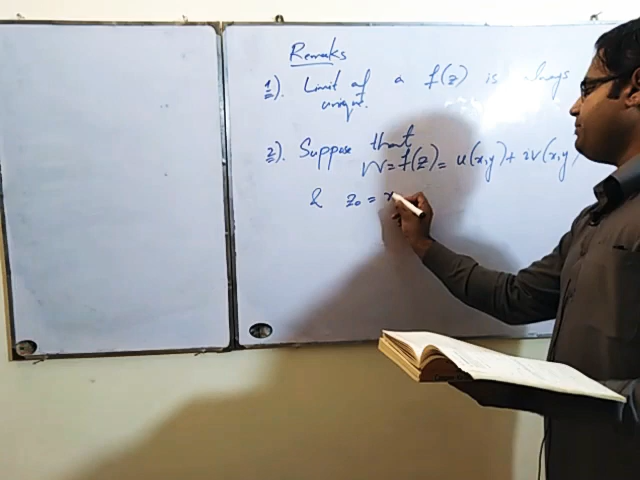 Remarks
1). Limit of a f(z) is always
unique.
2). Suppose that
W = f(z) = u(x,y) + iv(x,y)
& z₀ = x